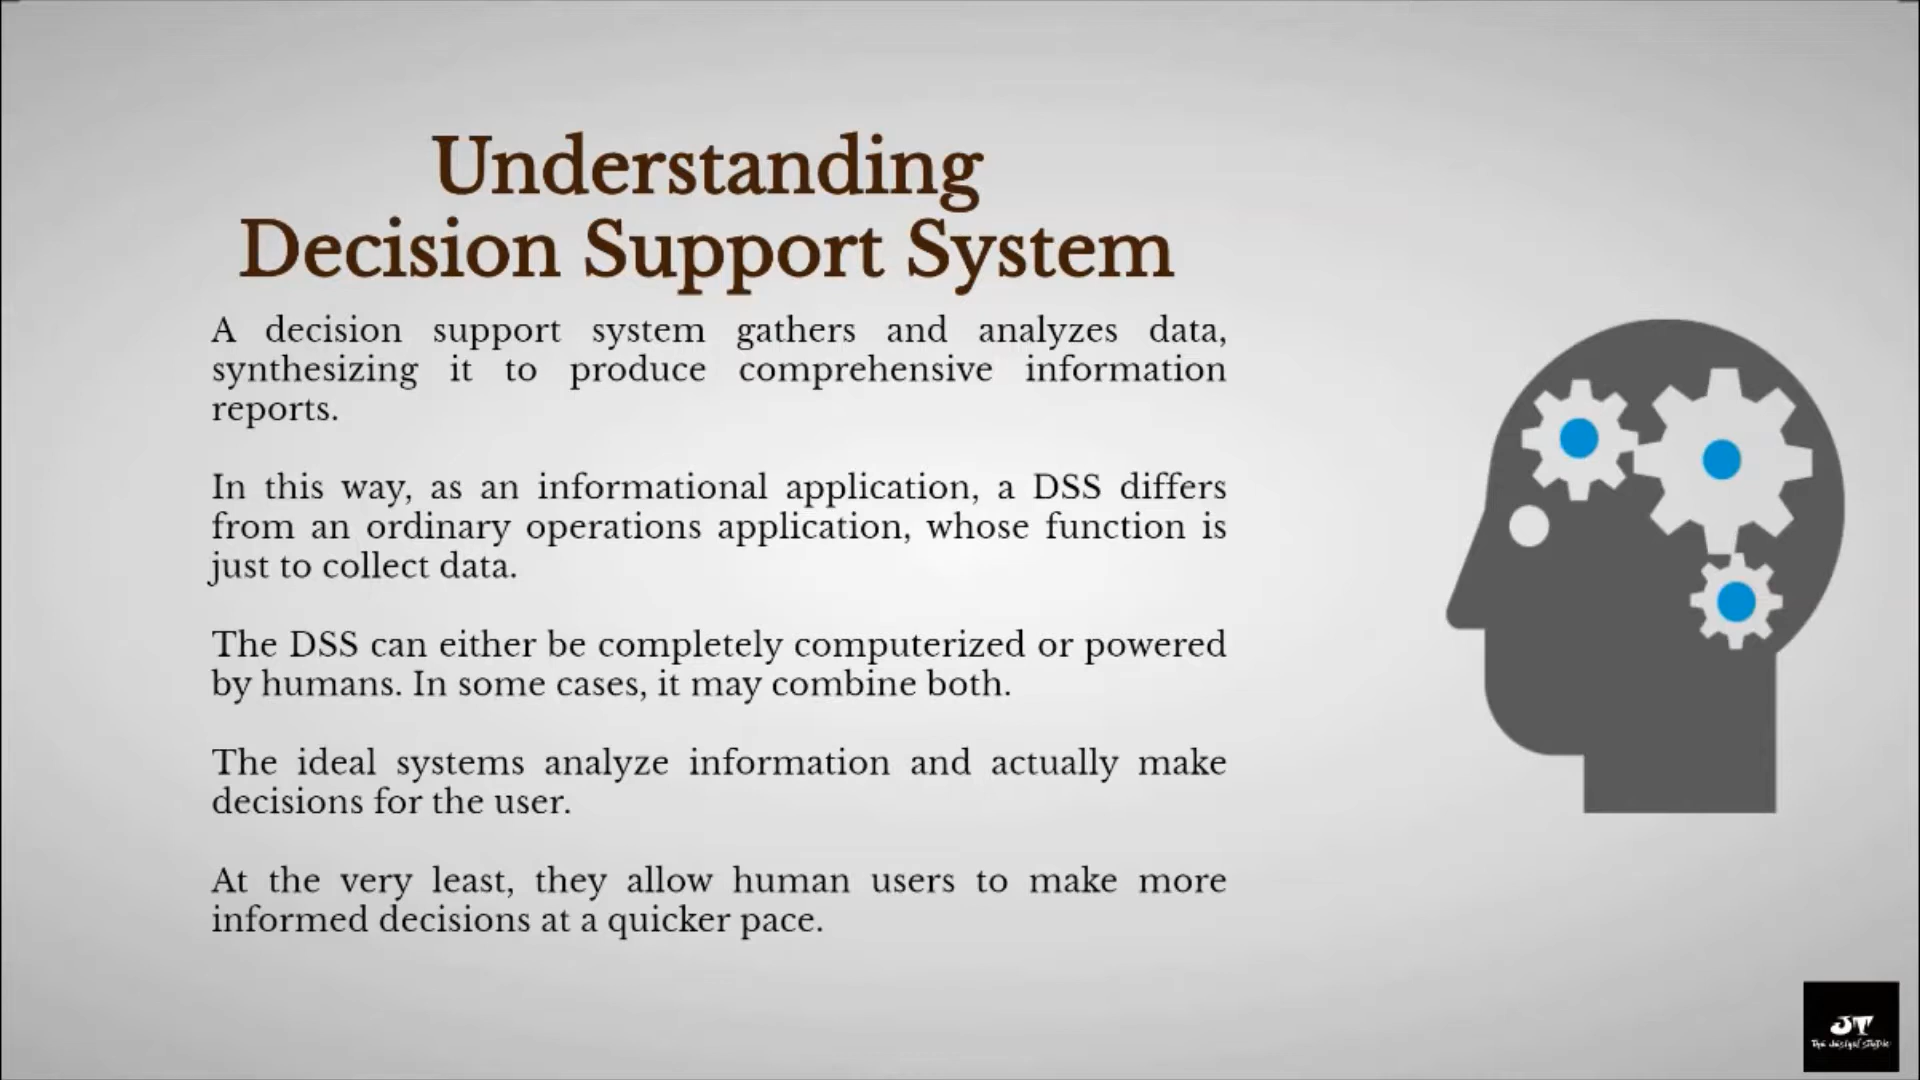 Understanding
Decision Support System
A decision support system gathers and analyzes data,
synthesizing it to produce comprehensive information
reports.
In this way, as an informational application, a DSS differs
from an ordinary operations application, whose function is
just to collect data.
The DSS can either be completely computerized or powered
by humans. In some cases, it may combine both.
The ideal systems analyze information and actually make
decisions for the user.
At the very least, they allow human users to make more
informed decisions at a quicker pace.
JT